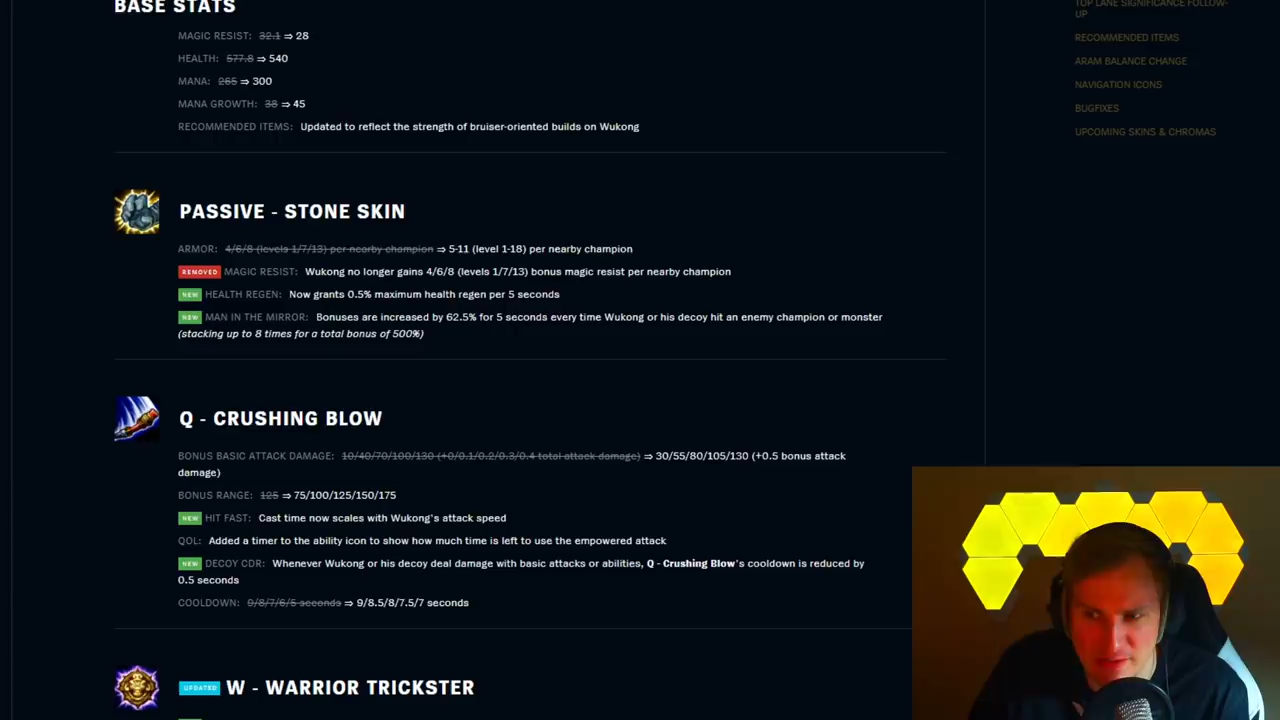 BASE STATS
MAGIC RESIST: 32.1 ⇒ 28
HEALTH: 577.8 ⇒ 540
MANA: 265 ⇒ 300
MANA GROWTH: 38 ⇒ 45
RECOMMENDED ITEMS: Updated to reflect the strength of bruiser-oriented builds on Wukong
PASSIVE - STONE SKIN
ARMOR: 4/6/8 (levels 1/7/13) per nearby champion ⇒ 5-11 (level 1-18) per nearby champion
REMOVED MAGIC RESIST: Wukong no longer gains 4/6/8 (levels 1/7/13) bonus magic resist per nearby champion
NEW HEALTH REGEN: Now grants 0.5% maximum health regen per 5 seconds
NEW MAN IN THE MIRROR: Bonuses are increased by 62.5% for 5 seconds every time Wukong or his decoy hit an enemy champion or monster
(stacking up to 8 times for a total bonus of 500%)
Q - CRUSHING BLOW
BONUS BASIC ATTACK DAMAGE: 10/40/70/100/130 (+0/0.1/0.2/0.3/0.4 total attack damage) ⇒ 30/55/80/105/130 (+0.5 bonus attack
damage)
BONUS RANGE: 125 ⇒ 75/100/125/150/175
NEW HIT FAST: Cast time now scales with Wukong's attack speed
QOL: Added a timer to the ability icon to show how much time is left to use the empowered attack
NEW DECOY CDR: Whenever Wukong or his decoy deal damage with basic attacks or abilities, Q - Crushing Blow's cooldown is reduced by
0.5 seconds
COOLDOWN: 9/8/7/6/5 seconds ⇒ 9/8.5/8/7.5/7 seconds
UPDATED W - WARRIOR TRICKSTER
TOP LANE SIGNIFICANCE FOLLOW-
UP
RECOMMENDED ITEMS
ARAM BALANCE CHANGE
NAVIGATION ICONS
BUGFIXES
UPCOMING SKINS & CHROMAS